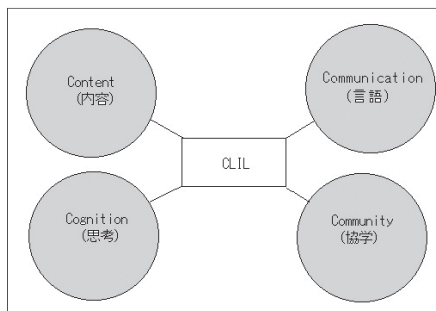 Content
(内容)
Communication
(言語)
CLIL
Cognition
(思考)
Community
(協学)